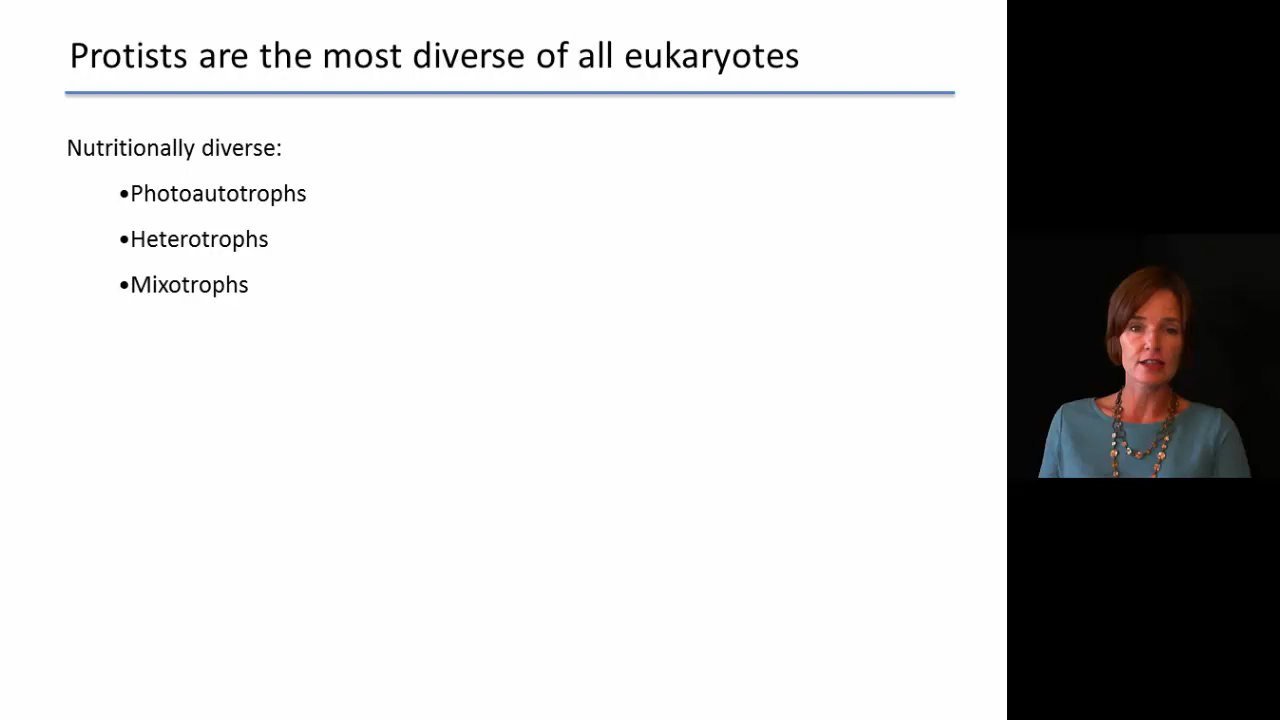 Protists are the most diverse of all eukaryotes
Nutritionally diverse:
•Photoautotrophs
•Heterotrophs
•Mixotrophs